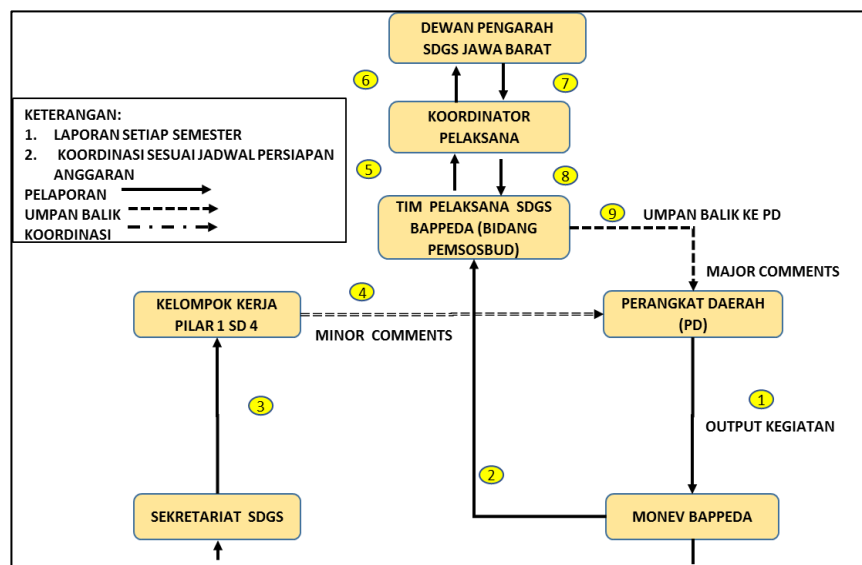 DEWAN PENGARAH
SDGS JAWA BARAT
6
7
KETERANGAN:
1. LAPORAN SETIAP SEMESTER
2. KOORDINASI SESUAI JADWAL PERSIAPAN
ANGGARAN
PELAPORAN
UMPAN BALIK
KOORDINASI
KOORDINATOR
PELAKSANA
5
8
TIM PELAKSANA SDGS
BAPPEDA (BIDANG
PEMSOSBUD)
9
UMPAN BALIK KE PD
MAJOR COMMENTS
KELOMPOK KERJA
PILAR 1 SD 4
4
MINOR COMMENTS
PERANGKAT DAERAH
(PD)
3
1
OUTPUT KEGIATAN
2
SEKRETARIAT SDGS
MONEV BAPPEDA